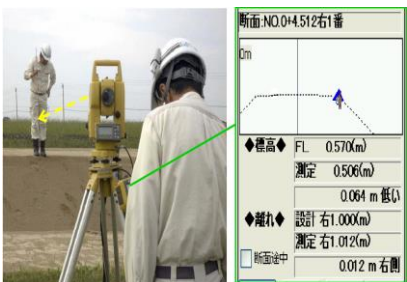 断面:NO.0+4.512右1番
0m
◆標高◆ FL 0.570(m)
測定 0.506(m)
0.064 m 低い
◆離れ◆ 設計 右1.000(m)
測定 右1.012(m)
断面途中
0.012 m 右側